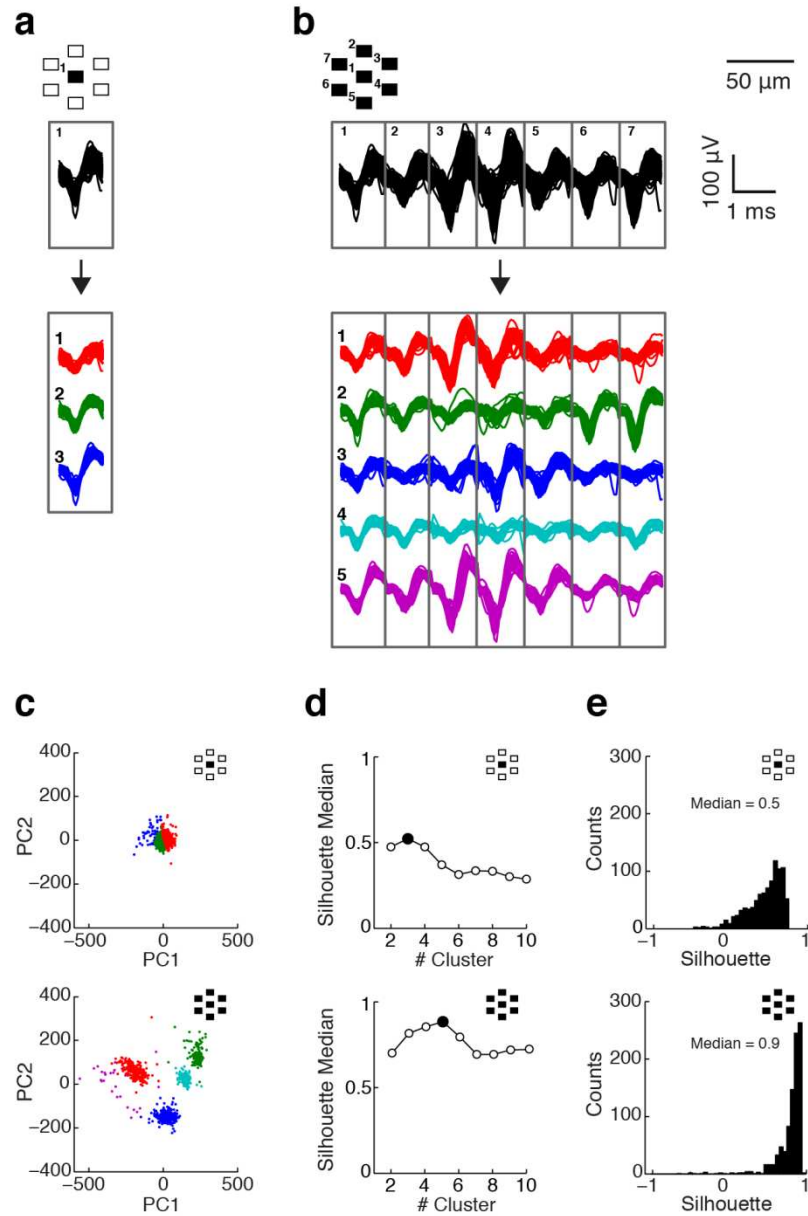 a
1
1
1
2
3
b
2
7 3
1
6 4
5
50 µm
1 2 3 4 5 6 7
100 µV
1 ms
1
2
3
4
5
c
400
200
0
−200
−400
PC2
−500 0 500
PC1
400
200
0
−200
−400
PC2
−500 0 500
PC1
d
1
0.5
0
Silhouette Median
2 4 6 8 10
# Cluster
1
0.5
0
Silhouette Median
2 4 6 8 10
# Cluster
e
300
200
100
0
Counts
Median = 0.5
−1 0 1
Silhouette
300
200
100
0
Counts
Median = 0.9
−1 0 1
Silhouette